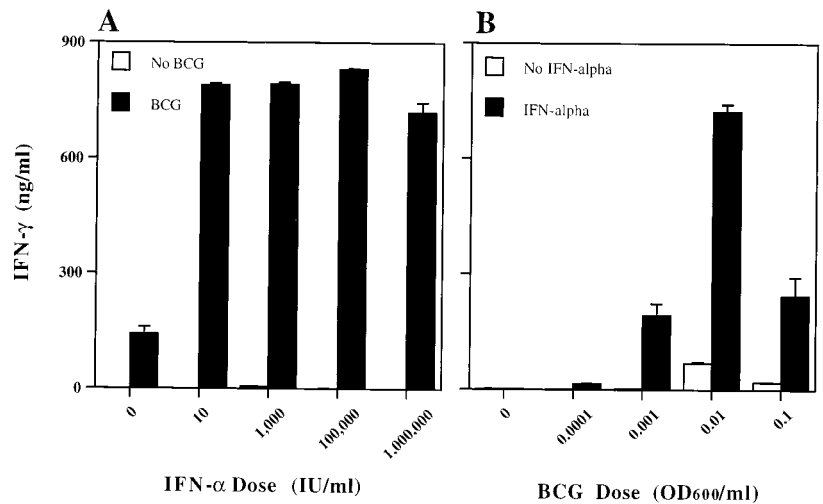 A
B
900
600
300
0
IFN-γ (ng/ml)
No BCG
BCG
0
10
1,000
100,000
1.000,000
IFN-α Dose (IU/ml)
No IFN-alpha
IFN-alpha
0
0.0001
0.001
0.01
0.1
BCG Dose (OD600/ml)